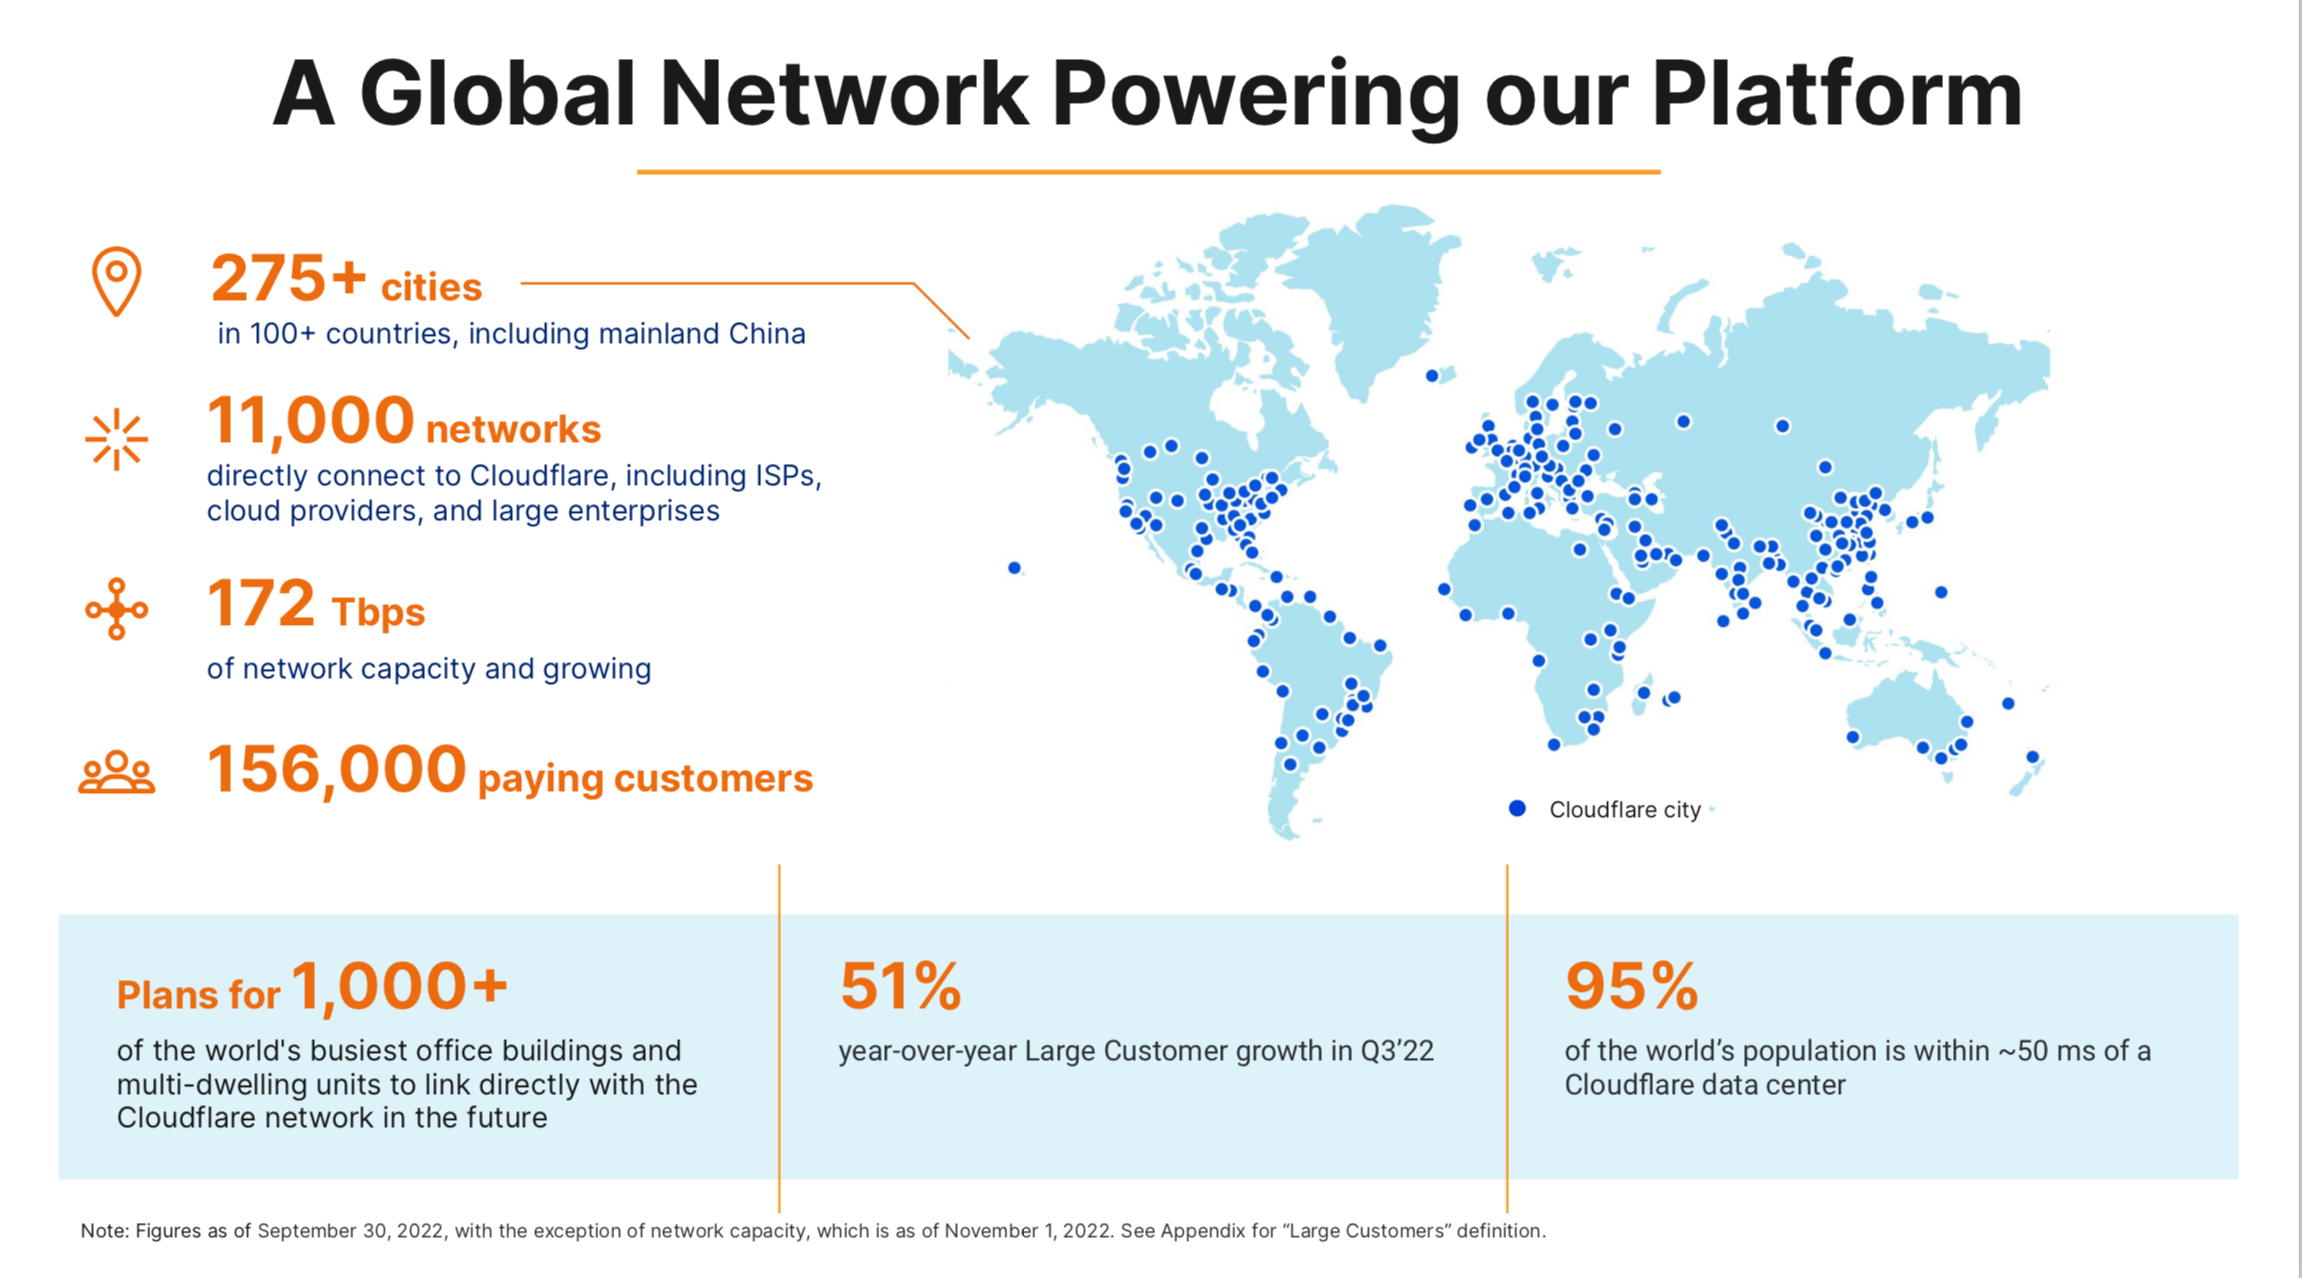 A Global Network Powering our Platform
275+ cities
in 100+ countries, including mainland China
11,000 networks
directly connect to Cloudflare, including ISPs,
cloud providers, and large enterprises
172 Tbps
of network capacity and growing
156,000 paying customers
Cloudflare city
Plans for 1,000+
of the world's busiest office buildings and
multi-dwelling units to link directly with the
Cloudflare network in the future
51%
year-over-year Large Customer growth in Q3’22
95%
of the world’s population is within ~50 ms of a
Cloudflare data center
Note: Figures as of September 30, 2022, with the exception of network capacity, which is as of November 1, 2022. See Appendix for “Large Customers” definition.